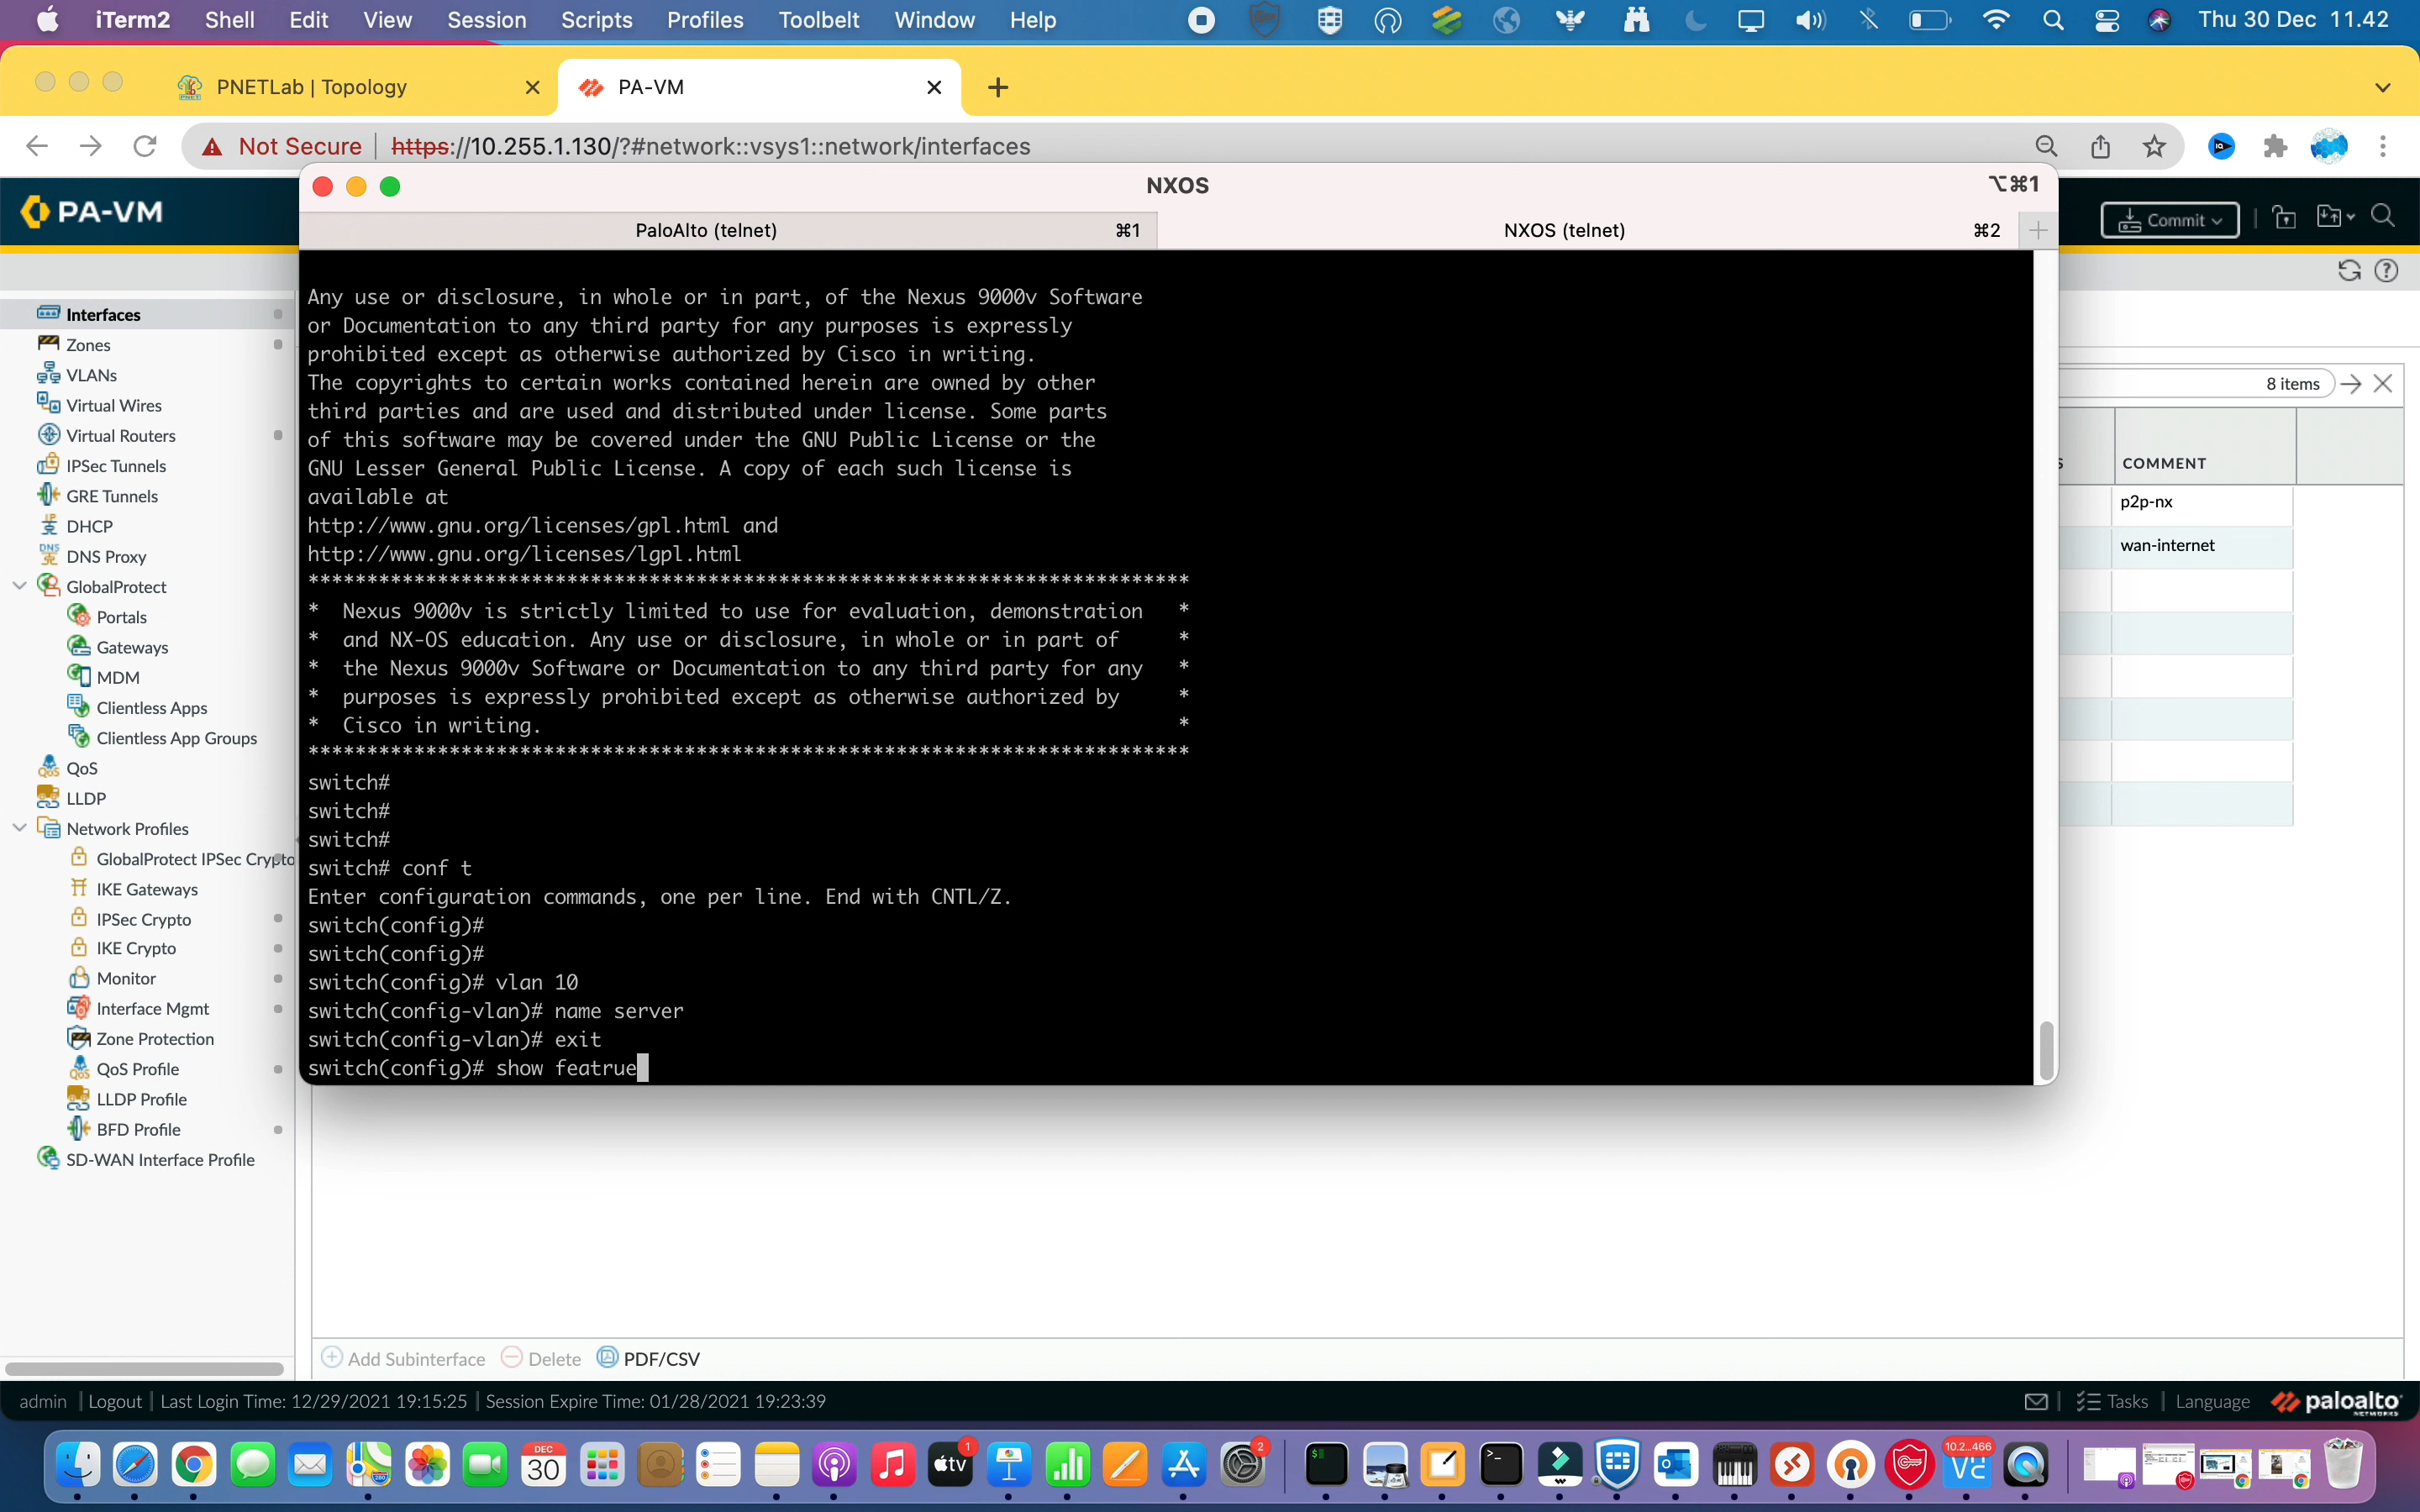 iTerm2 Shell Edit View Session Scripts Profiles Toolbelt Window Help Thu 30 Dec 11.42
PNETLab | Topology
PA-VM
Not Secure https://10.255.1.130/?#network::vsys1::network/interfaces
NXOS ⌥⌘1
PaloAlto (telnet) ⌘1 NXOS (telnet) ⌘2
PA-VM
Commit
Interfaces
Zones
VLANs
Virtual Wires
Virtual Routers
IPSec Tunnels
GRE Tunnels
DHCP
DNS Proxy
GlobalProtect
Portals
Gateways
MDM
Clientless Apps
Clientless App Groups
QoS
LLDP
Network Profiles
GlobalProtect IPSec Crypto
IKE Gateways
IPSec Crypto
IKE Crypto
Monitor
Interface Mgmt
Zone Protection
QoS Profile
LLDP Profile
BFD Profile
SD-WAN Interface Profile
Any use or disclosure, in whole or in part, of the Nexus 9000v Software
or Documentation to any third party for any purposes is expressly
prohibited except as otherwise authorized by Cisco in writing.
The copyrights to certain works contained herein are owned by other
third parties and are used and distributed under license. Some parts
of this software may be covered under the GNU Public License or the
GNU Lesser General Public License. A copy of each such license is
available at
http://www.gnu.org/licenses/gpl.html and
http://www.gnu.org/licenses/lgpl.html
***************************************************************************
* Nexus 9000v is strictly limited to use for evaluation, demonstration *
* and NX-OS education. Any use or disclosure, in whole or in part of *
* the Nexus 9000v Software or Documentation to any third party for any *
* purposes is expressly prohibited except as otherwise authorized by *
* Cisco in writing. *
***************************************************************************
switch#
switch#
switch#
switch# conf t
Enter configuration commands, one per line. End with CNTL/Z.
switch(config)#
switch(config)#
switch(config)# vlan 10
switch(config-vlan)# name server
switch(config-vlan)# exit
switch(config)# show featrue
8 items
S COMMENT
p2p-nx
wan-internet
Add Subinterface Delete PDF/CSV
admin | Logout | Last Login Time: 12/29/2021 19:15:25 | Session Expire Time: 01/28/2021 19:23:39
Tasks | Language paloalto
NETWORKS
DEC
30
tv
1
2
10.2...466